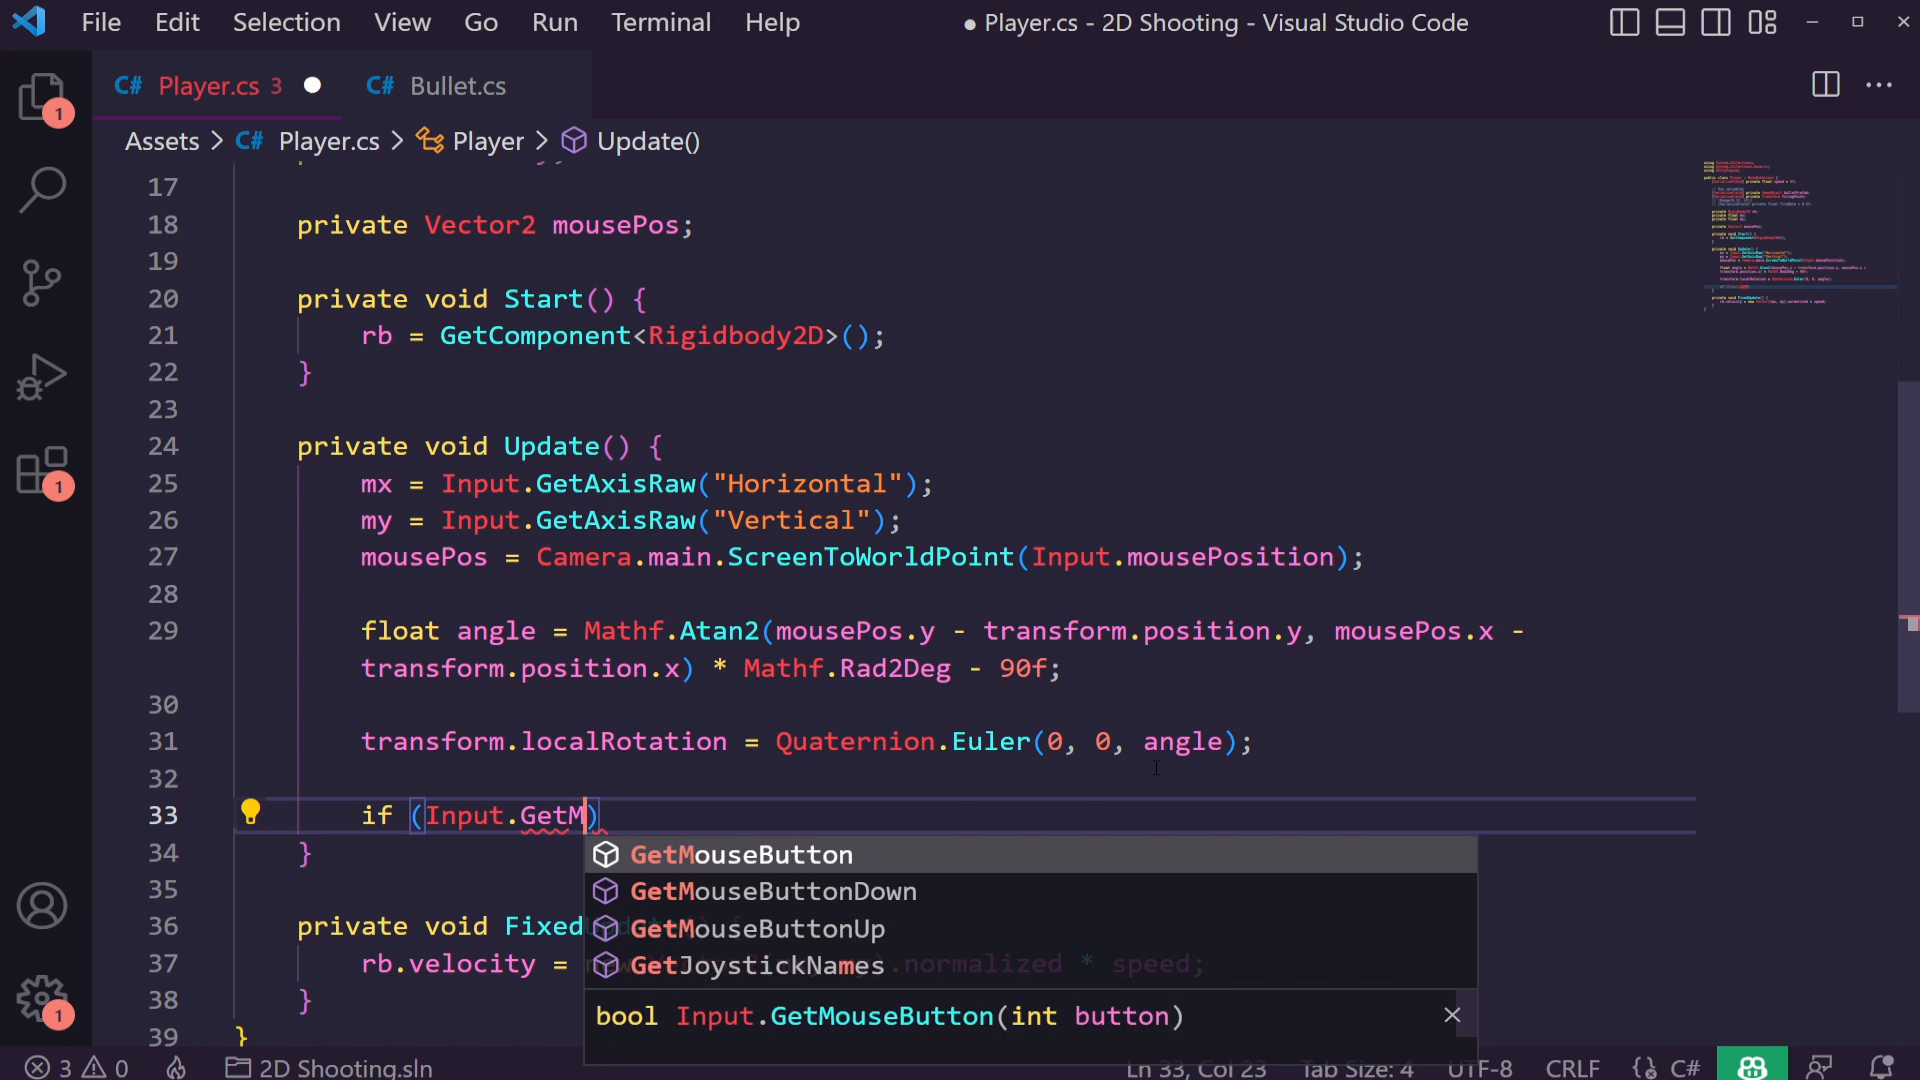 File Edit Selection View Go Run Terminal Help ● Player.cs - 2D Shooting - Visual Studio Code
C# Player.cs 3 ● C# Bullet.cs
Assets > C# Player.cs > Player > Update()
17
18 private Vector2 mousePos;
19
20 private void Start() {
21 rb = GetComponent<Rigidbody2D>();
22 }
23
24 private void Update() {
25 mx = Input.GetAxisRaw("Horizontal");
26 my = Input.GetAxisRaw("Vertical");
27 mousePos = Camera.main.ScreenToWorldPoint(Input.mousePosition);
28
29 float angle = Mathf.Atan2(mousePos.y - transform.position.y, mousePos.x -
transform.position.x) * Mathf.Rad2Deg - 90f;
30
31 transform.localRotation = Quaternion.Euler(0, 0, angle);
32
33 if (Input.GetM)
34 }
GetMouseButton
35
GetMouseButtonDown
36 private void Fixed
GetMouseButtonUp
37 rb.velocity = .normalized * speed;
GetJoystickNames
38 }
bool Input.GetMouseButton(int button)
39 }
1
1
1
3 0 2D Shooting.sln Ln 33, Col 23 Tab Size: 4 UTF-8 CRLF C#